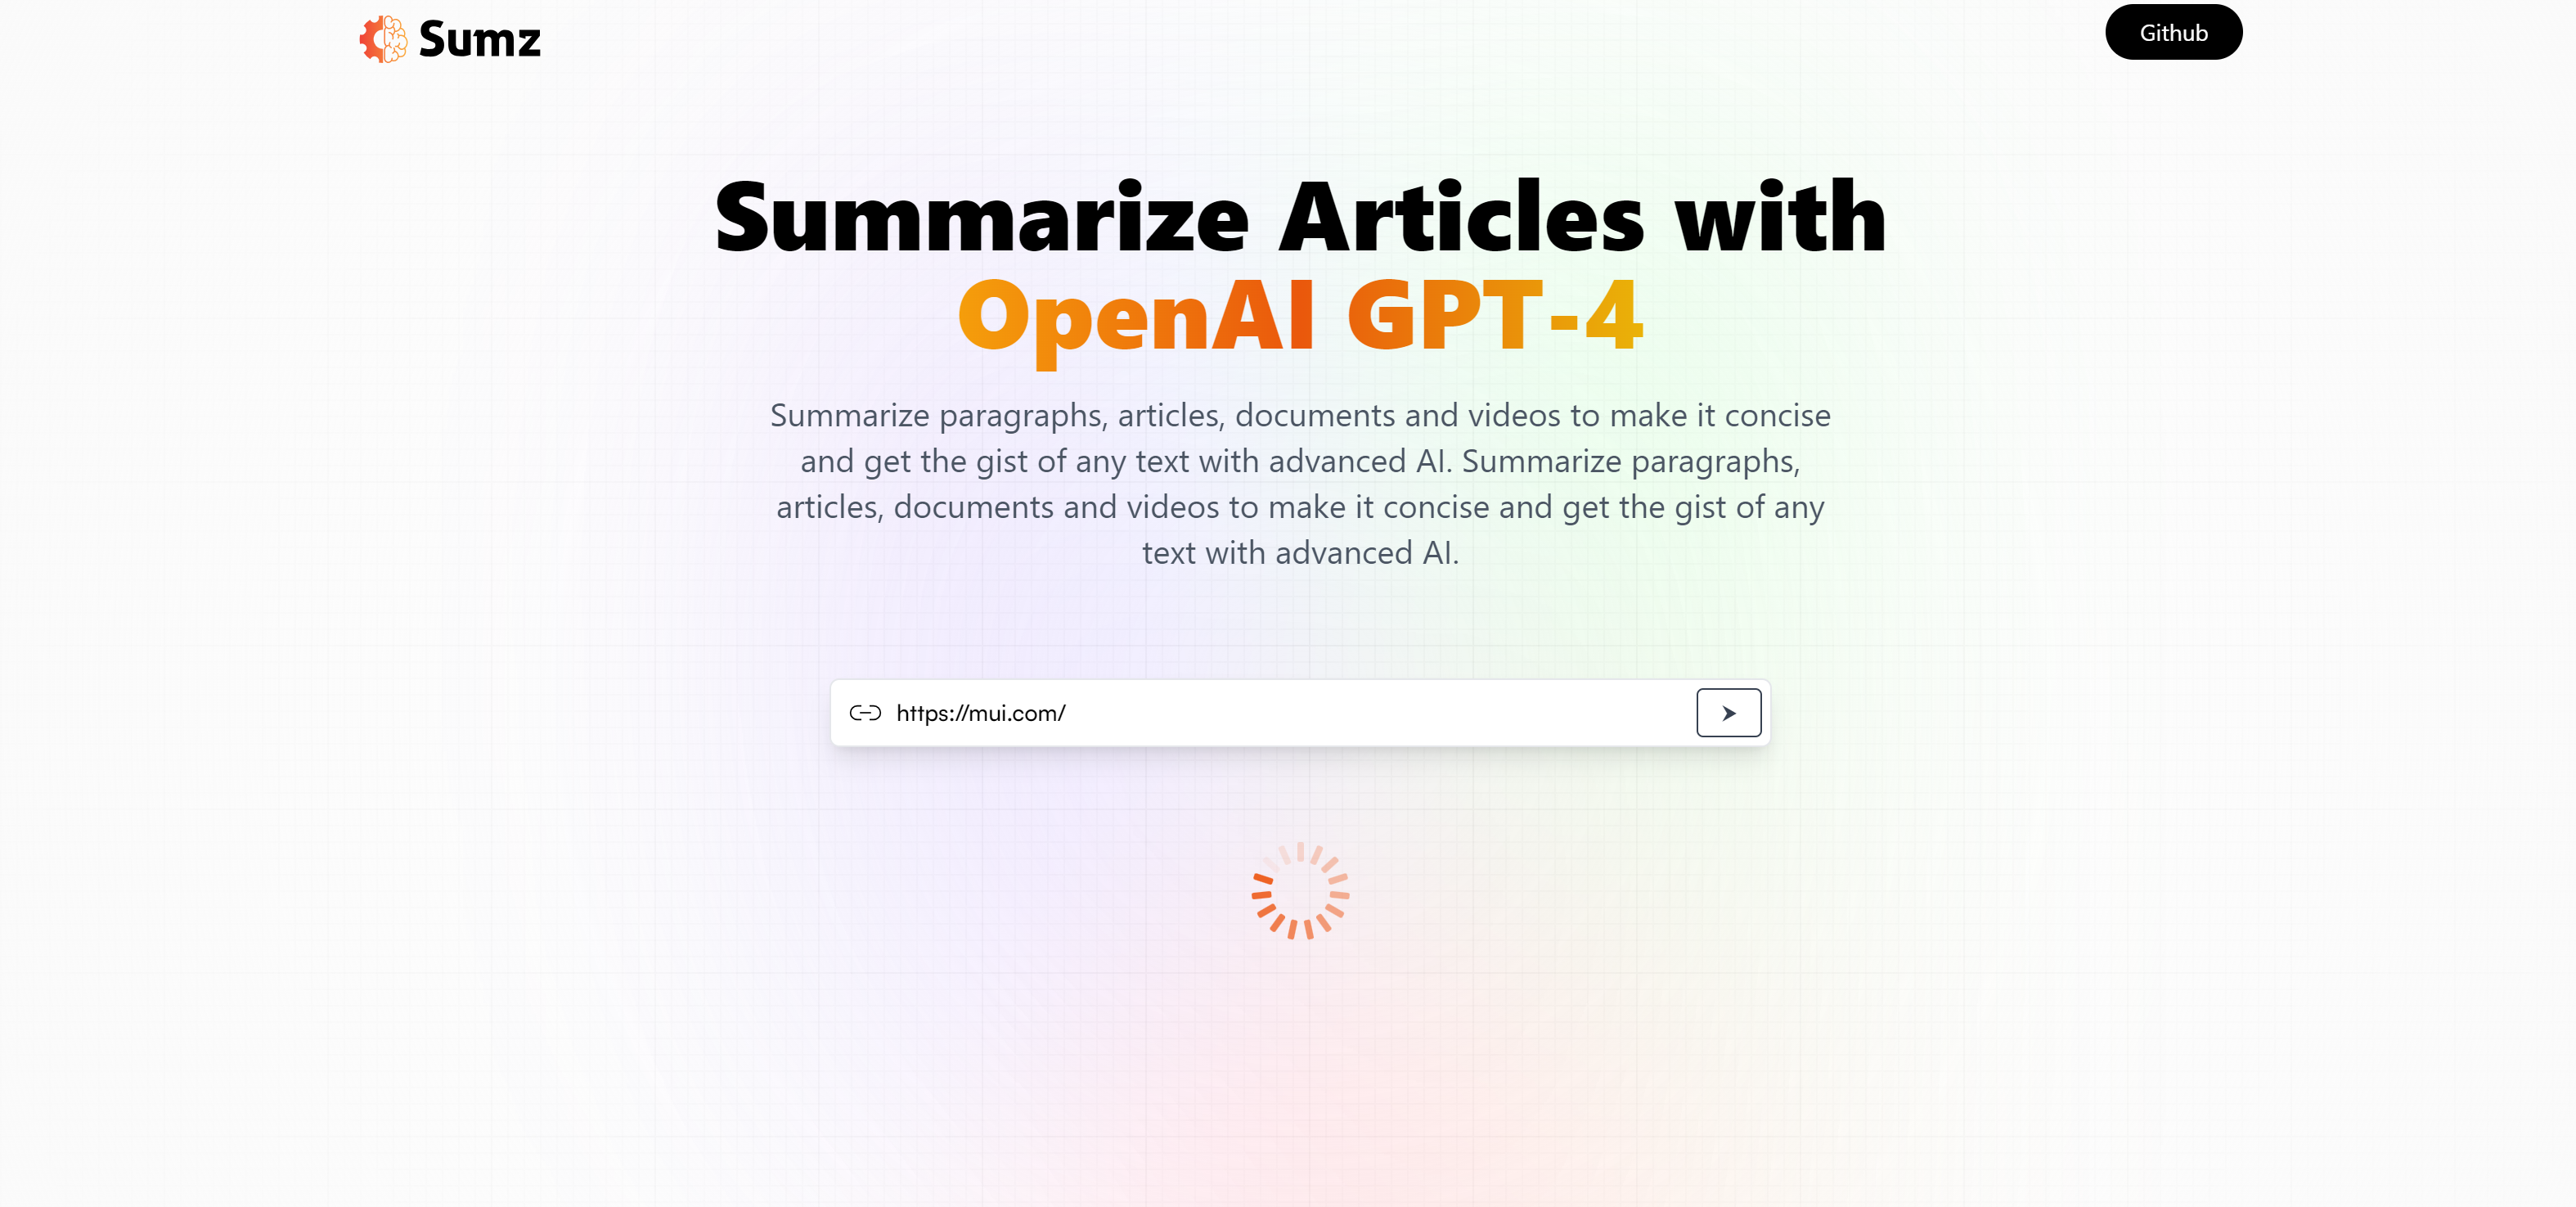 Sumz
Github
Summarize Articles with
OpenAI GPT-4
Summarize paragraphs, articles, documents and videos to make it concise
and get the gist of any text with advanced AI. Summarize paragraphs,
articles, documents and videos to make it concise and get the gist of any
text with advanced AI.
https://mui.com/